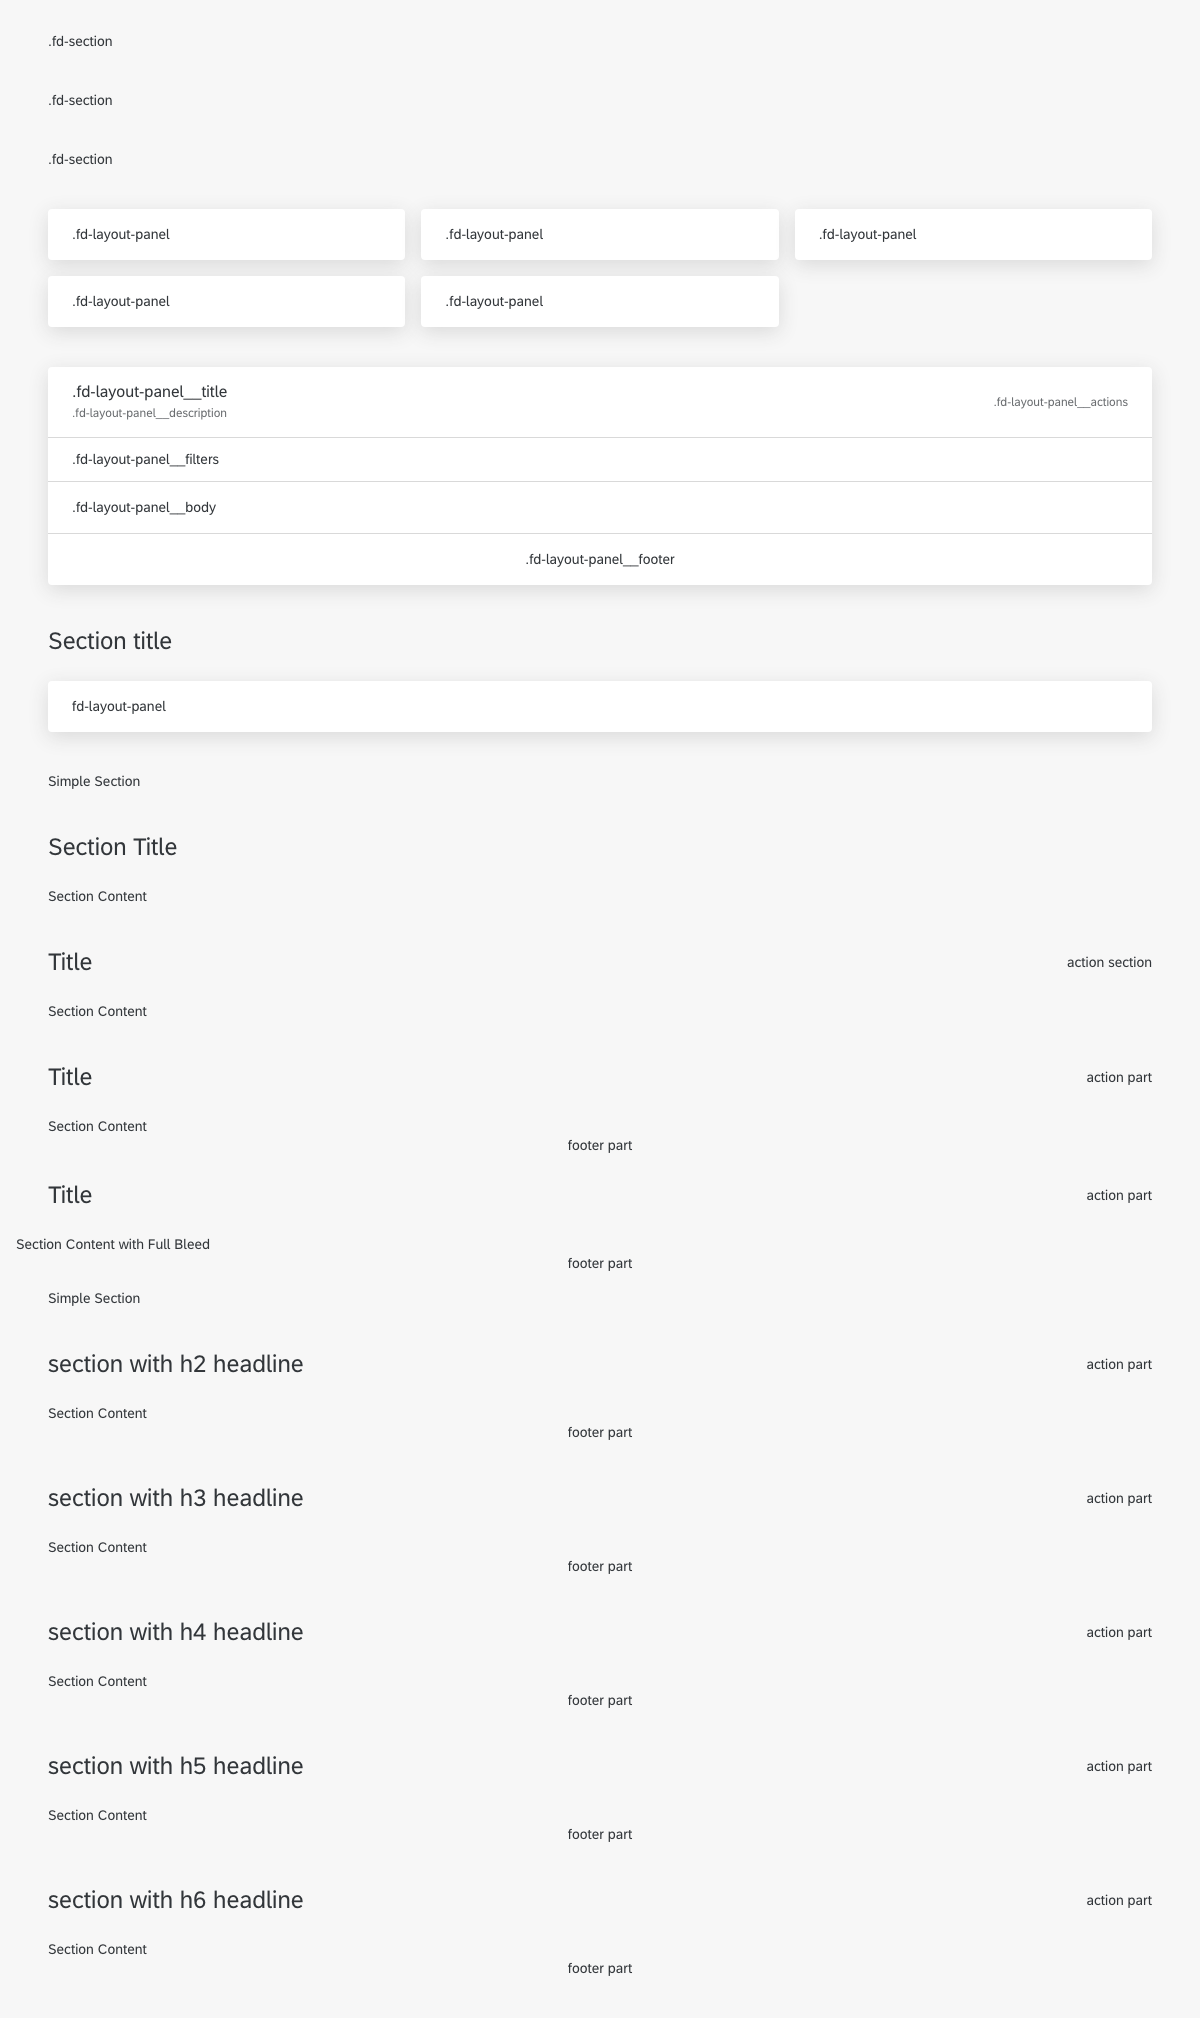 .fd-section
.fd-section
.fd-section
.fd-layout-panel
.fd-layout-panel
.fd-layout-panel
.fd-layout-panel
.fd-layout-panel
.fd-layout-panel__title
.fd-layout-panel__description
.fd-layout-panel__actions
.fd-layout-panel__filters
.fd-layout-panel__body
.fd-layout-panel__footer
Section title
fd-layout-panel
Simple Section
Section Title
Section Content
Title
action section
Section Content
Title
action part
Section Content
footer part
Title
action part
Section Content with Full Bleed
footer part
Simple Section
section with h2 headline
action part
Section Content
footer part
section with h3 headline
action part
Section Content
footer part
section with h4 headline
action part
Section Content
footer part
section with h5 headline
action part
Section Content
footer part
section with h6 headline
action part
Section Content
footer part